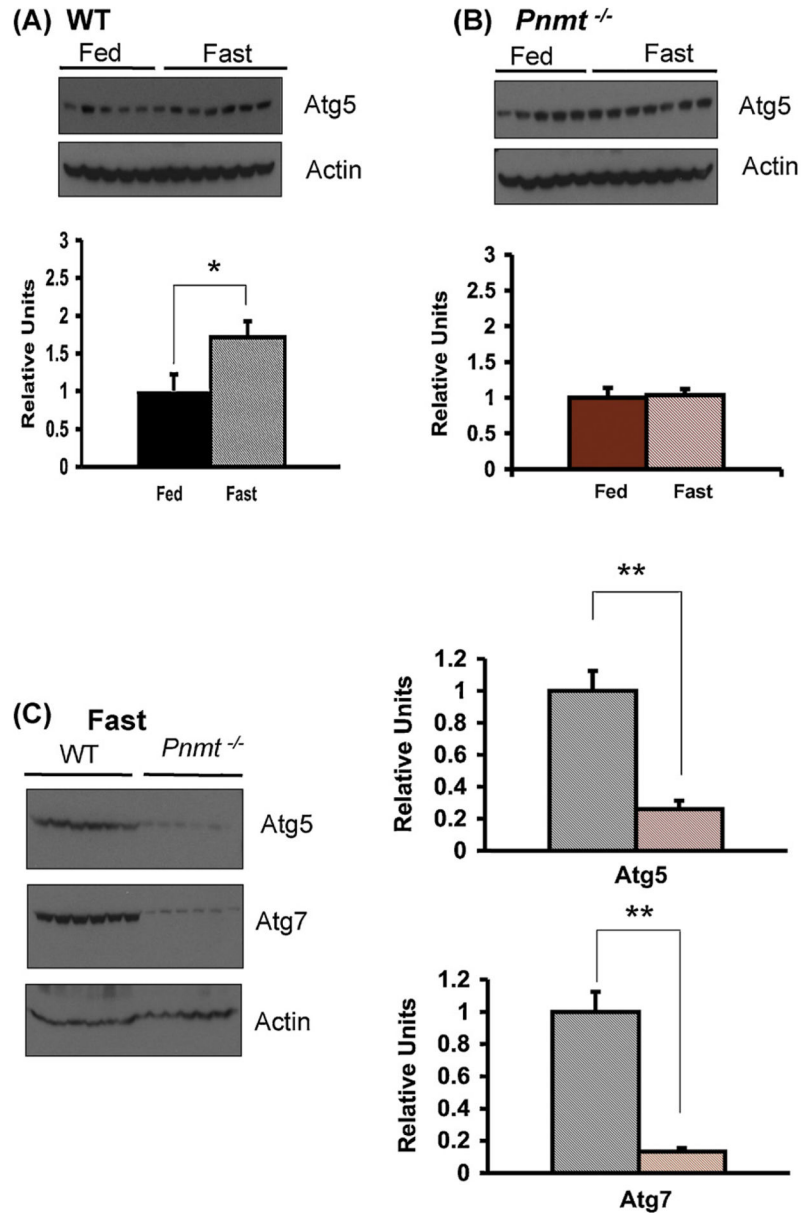 (A) WT
Fed Fast
Atg5
Actin
3
2.5
2
1.5
1
0.5
0
Relative Units
*
Fed Fast
(B) Pnmt -/-
Fed Fast
Atg5
Actin
3
2.5
2
1.5
1
0.5
0
Relative Units
Fed Fast
(C) Fast
WT Pnmt -/-
Atg5
Atg7
Actin
**
1.2
1
0.8
0.6
0.4
0.2
0
Relative Units
Atg5
**
1.2
1
0.8
0.6
0.4
0.2
0
Relative Units
Atg7